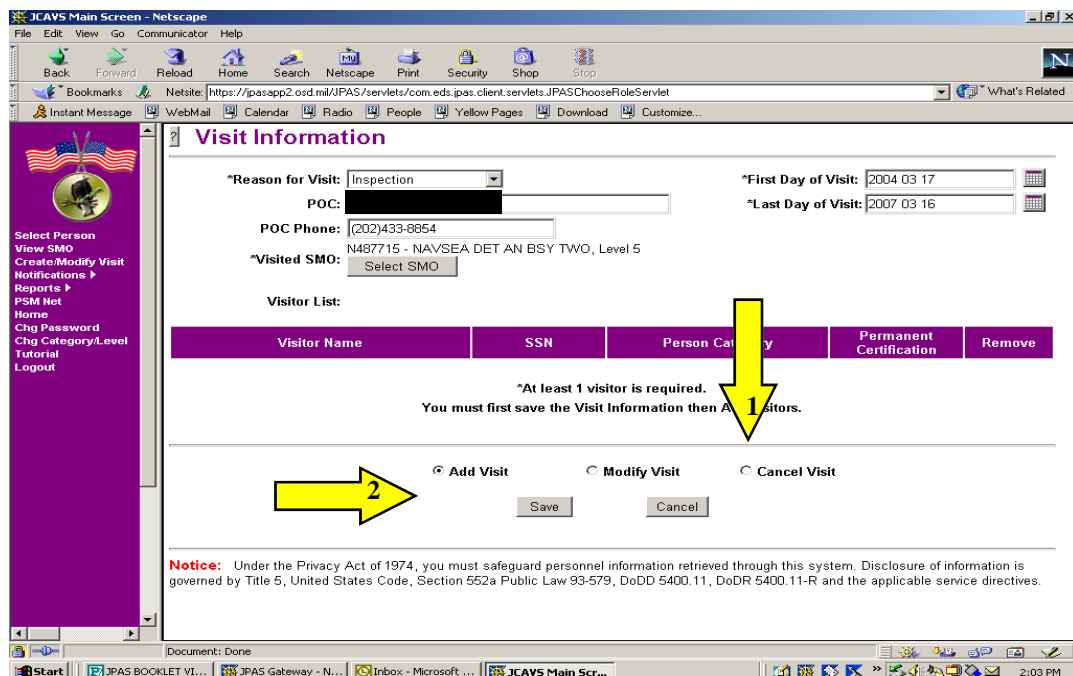 JCAVS Main Screen - Netscape
File Edit View Go Communicator Help
Back Forward Reload Home Search Netscape Print Security Shop Stop
My
N
Bookmarks Netsite: https://jpasapp2.osd.mil/JPAS/servlets/com.eds.jpas.client.servlets.JPASChooseRoleServlet What's Related
Instant Message WebMail Calendar Radio People Yellow Pages Download Customize...
Select Person
View SMO
Create/Modify Visit
Notifications
Reports
PSM Net
Home
Chg Password
Chg Category/Level
Tutorial
Logout
? Visit Information
*Reason for Visit: Inspection *First Day of Visit: 2004 03 17
POC: *Last Day of Visit: 2007 03 16
POC Phone: (202)433-8854
N487715 - NAVSEA DET AN BSY TWO, Level 5
*Visited SMO: Select SMO
Visitor List:
Visitor Name SSN Person Cat y Permanent Certification Remove
*At least 1 visitor is required.
You must first save the Visit Information then A sitors.
1
Add Visit Modify Visit Cancel Visit
2
Save Cancel
Notice: Under the Privacy Act of 1974, you must safeguard personnel information retrieved through this system. Disclosure of information is
governed by Title 5, United States Code, Section 552a Public Law 93-579, DoDD 5400.11, DoDR 5400.11-R and the applicable service directives.
Document: Done
Start JPAS BOOKLET VI... JPAS Gateway - N... Inbox - Microsoft ... JCAVS Main Scr... » 2:03 PM